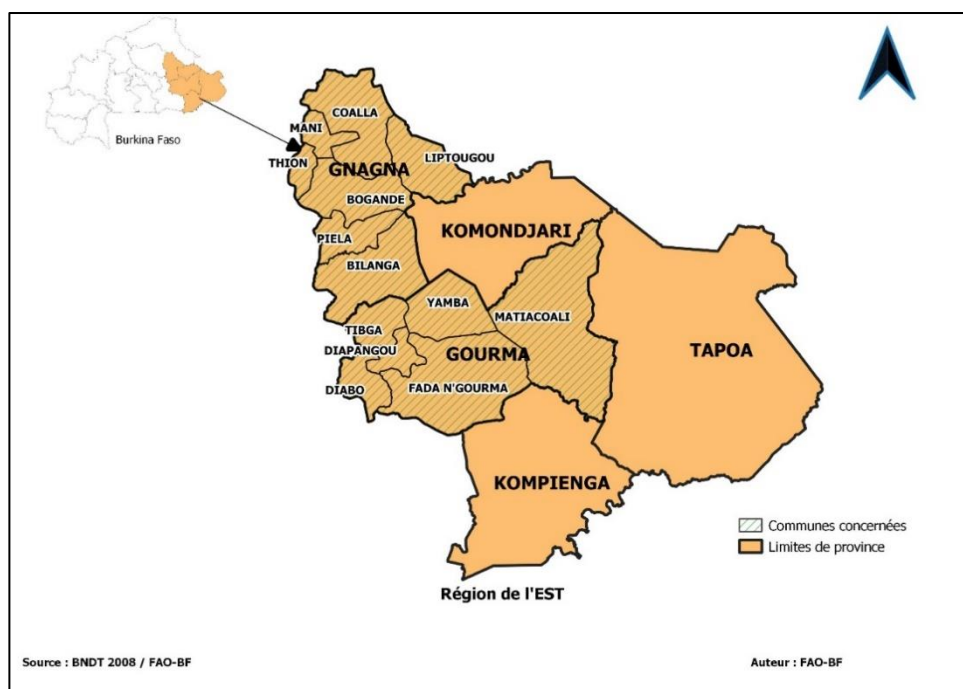 Burkina Faso
COALLA
MANI
THION
LIPTOUGOU
GNAGNA
BOGANDE
KOMONDJARI
PIELA
BILANGA
YAMBA
MATIACOALI
TIBGA
DIAPANGOU
GOURMA
TAPOA
DIABO
FADA N'GOURMA
KOMPIENGA
Communes concernées
Limites de province
Région de l'EST
Source : BNDT 2008 / FAO-BF
Auteur : FAO-BF